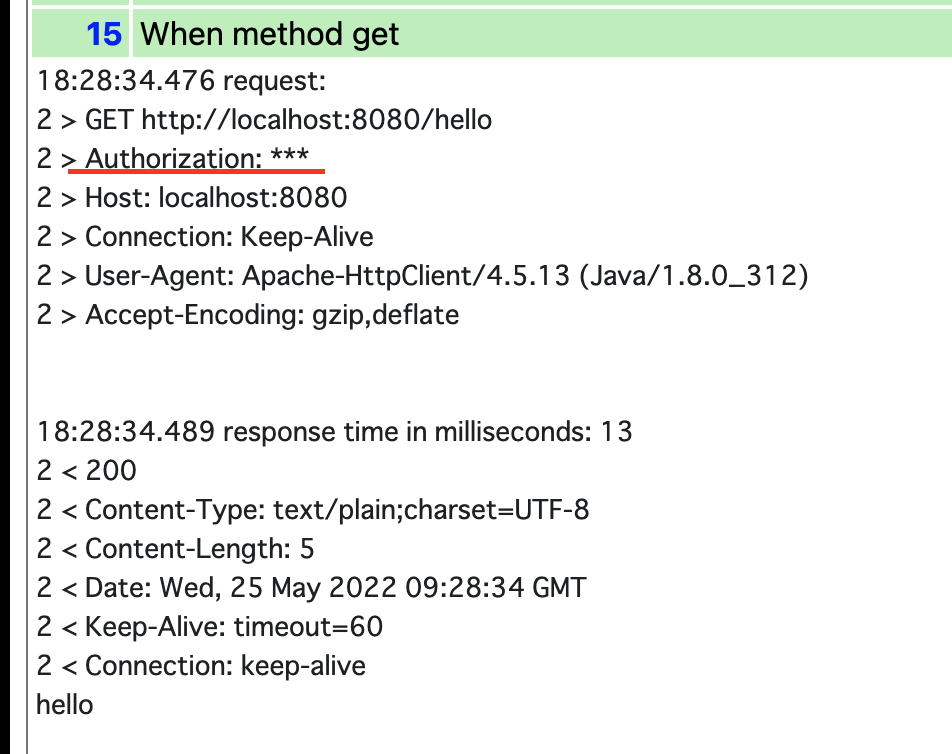 15 When method get
18:28:34.476 request:
2 > GET http://localhost:8080/hello
2 > Authorization: ***
2 > Host: localhost:8080
2 > Connection: Keep-Alive
2 > User-Agent: Apache-HttpClient/4.5.13 (Java/1.8.0_312)
2 > Accept-Encoding: gzip,deflate
18:28:34.489 response time in milliseconds: 13
2 < 200
2 < Content-Type: text/plain;charset=UTF-8
2 < Content-Length: 5
2 < Date: Wed, 25 May 2022 09:28:34 GMT
2 < Keep-Alive: timeout=60
2 < Connection: keep-alive
hello